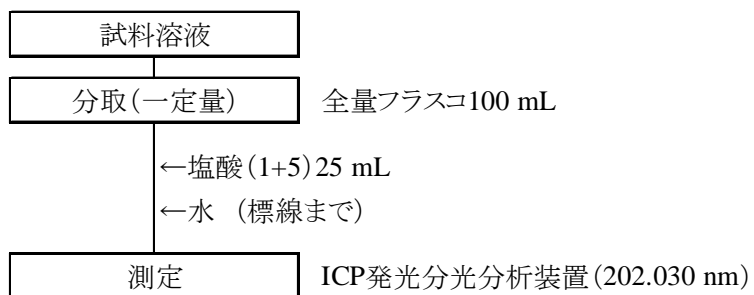 試料溶液
分取(一定量) 全量フラスコ100 mL
←塩酸(1+5)25 mL
←水 (標線まで)
測定 ICP発光分光分析装置(202.030 nm)